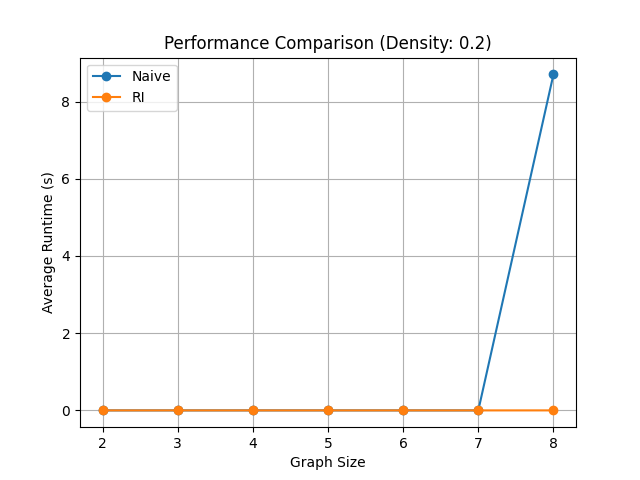 Performance Comparison (Density: 0.2)
Naive
RI
Average Runtime (s)
8
6
4
2
0
2 3 4 5 6 7 8
Graph Size